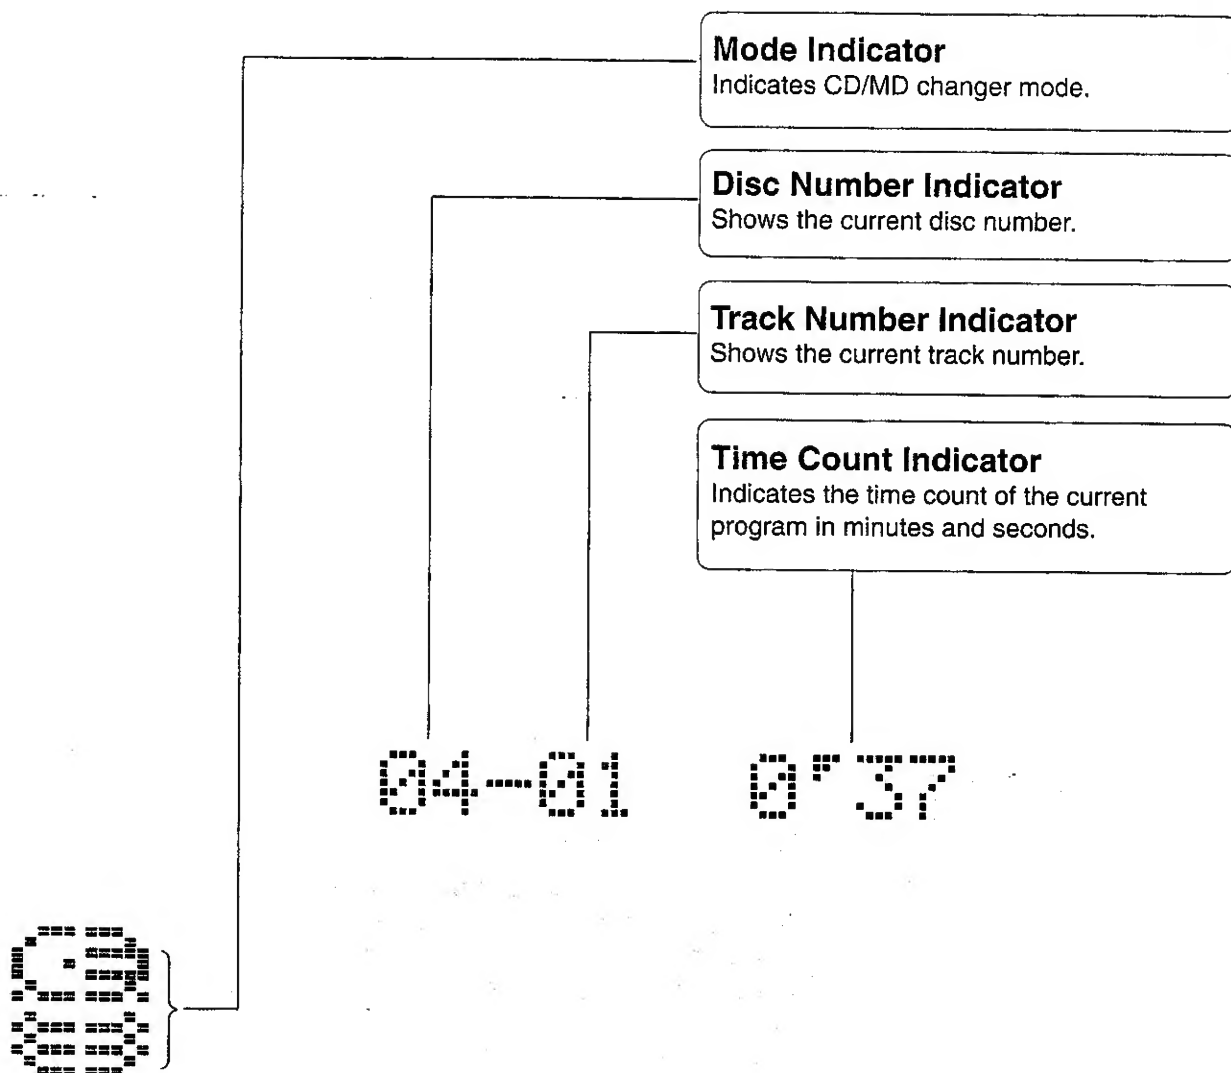 Mode Indicator
Indicates CD/MD changer mode.
Disc Number Indicator
Shows the current disc number.
Track Number Indicator
Shows the current track number.
Time Count Indicator
Indicates the time count of the current
program in minutes and seconds.
04-01 0'37